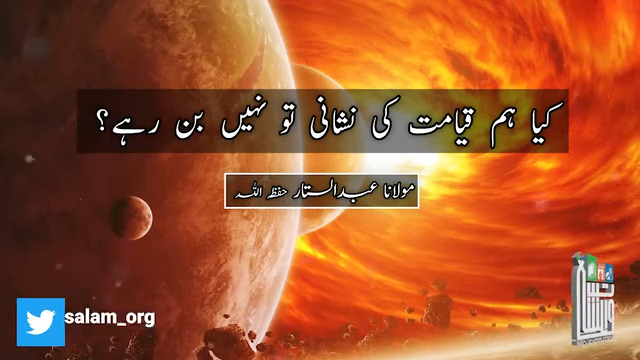 کیا ہم قیامت کی نشانی تو نہیں بن رہے؟
مولانا عبدالستار حفظہ اللہ
salam_org